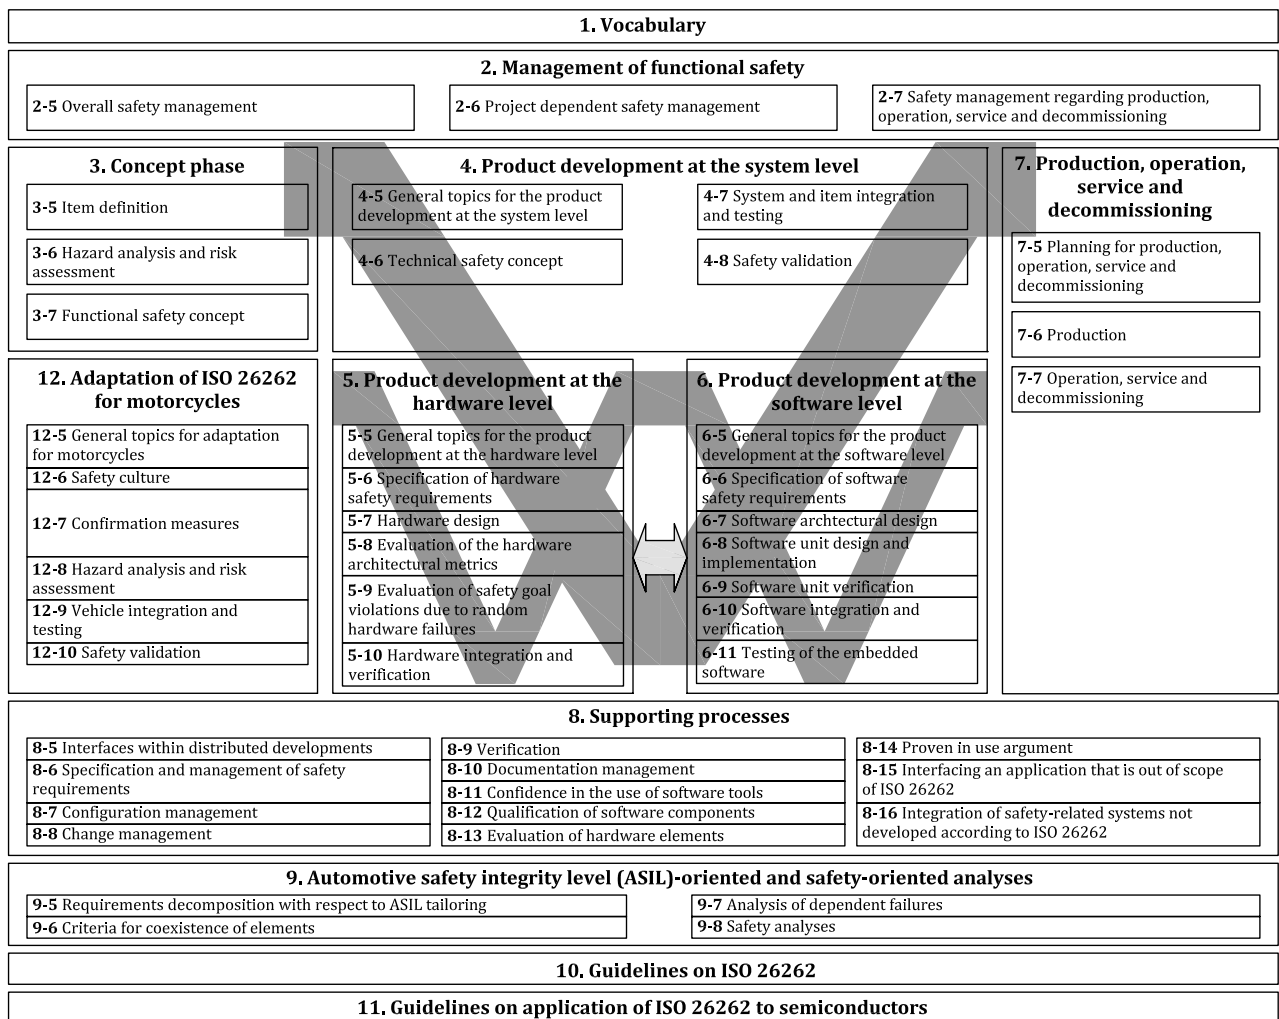 1. Vocabulary
2. Management of functional safety
2-5 Overall safety management
2-6 Project dependent safety management
2-7 Safety management regarding production,
operation, service and decommissioning
3. Concept phase
3-5 Item definition
3-6 Hazard analysis and risk
assessment
3-7 Functional safety concept
4. Product development at the system level
4-5 General topics for the product
development at the system level
4-6 Technical safety concept
4-7 System and item integration
and testing
4-8 Safety validation
7. Production, operation,
service and
decommissioning
7-5 Planning for production,
operation, service and
decommissioning
7-6 Production
7-7 Operation, service and
decommissioning
12. Adaptation of ISO 26262
for motorcycles
12-5 General topics for adaptation
for motorcycles
12-6 Safety culture
12-7 Confirmation measures
12-8 Hazard analysis and risk
assessment
12-9 Vehicle integration and
testing
12-10 Safety validation
5. Product development at the
hardware level
5-5 General topics for the product
development at the hardware level
5-6 Specification of hardware
safety requirements
5-7 Hardware design
5-8 Evaluation of the hardware
architectural metrics
5-9 Evaluation of safety goal
violations due to random
hardware failures
5-10 Hardware integration and
verification
6. Product development at the
software level
6-5 General topics for the product
development at the software level
6-6 Specification of software
safety requirements
6-7 Software archtectural design
6-8 Software unit design and
implementation
6-9 Software unit verification
6-10 Software integration and
verification
6-11 Testing of the embedded
software
8. Supporting processes
8-5 Interfaces within distributed developments
8-6 Specification and management of safety
requirements
8-7 Configuration management
8-8 Change management
8-9 Verification
8-10 Documentation management
8-11 Confidence in the use of software tools
8-12 Qualification of software components
8-13 Evaluation of hardware elements
8-14 Proven in use argument
8-15 Interfacing an application that is out of scope
of ISO 26262
8-16 Integration of safety-related systems not
developed according to ISO 26262
9. Automotive safety integrity level (ASIL)-oriented and safety-oriented analyses
9-5 Requirements decomposition with respect to ASIL tailoring
9-6 Criteria for coexistence of elements
9-7 Analysis of dependent failures
9-8 Safety analyses
10. Guidelines on ISO 26262
11. Guidelines on application of ISO 26262 to semiconductors